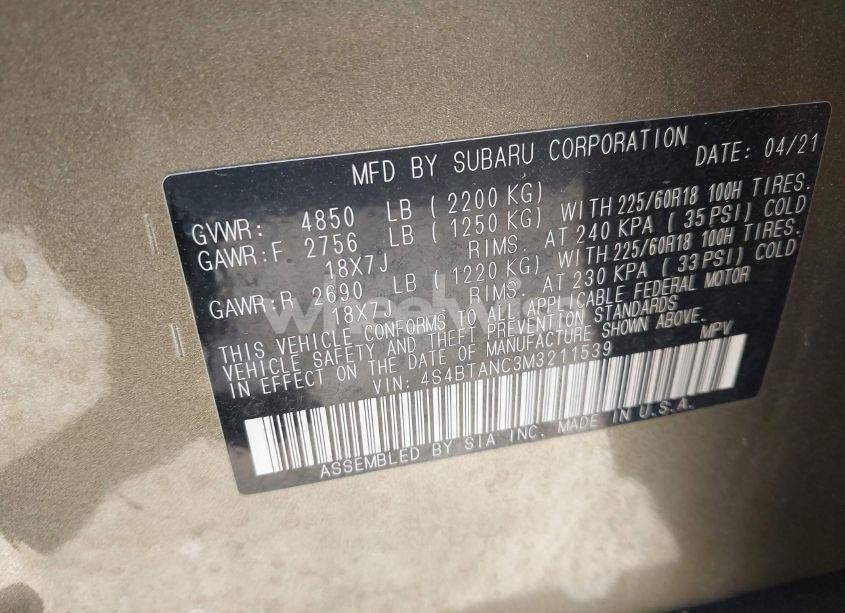 MFD BY SUBARU CORPORATION DATE: 04/21
GVWR: 4850 LB ( 2200 KG)
GAWR:F 2756 LB ( 1250 KG) WITH 225/60R18 100H TIRES.
18X7J RIMS. AT 240 KPA ( 35 PSI) COLD
GAWR:R 2690 LB ( 1220 KG) WITH 225/60R18 100H TIRES.
18X7J RIMS. AT 230 KPA ( 33 PSI) COLD
THIS VEHICLE CONFORMS TO ALL APPLICABLE FEDERAL MOTOR
VEHICLE SAFETY AND THEFT PREVENTION STANDARDS
IN EFFECT ON THE DATE OF MANUFACTURE SHOWN ABOVE.
VIN: 4S4BTANC3M3211539 MPV
ASSEMBLED BY SIA INC. MADE IN U.S.A.